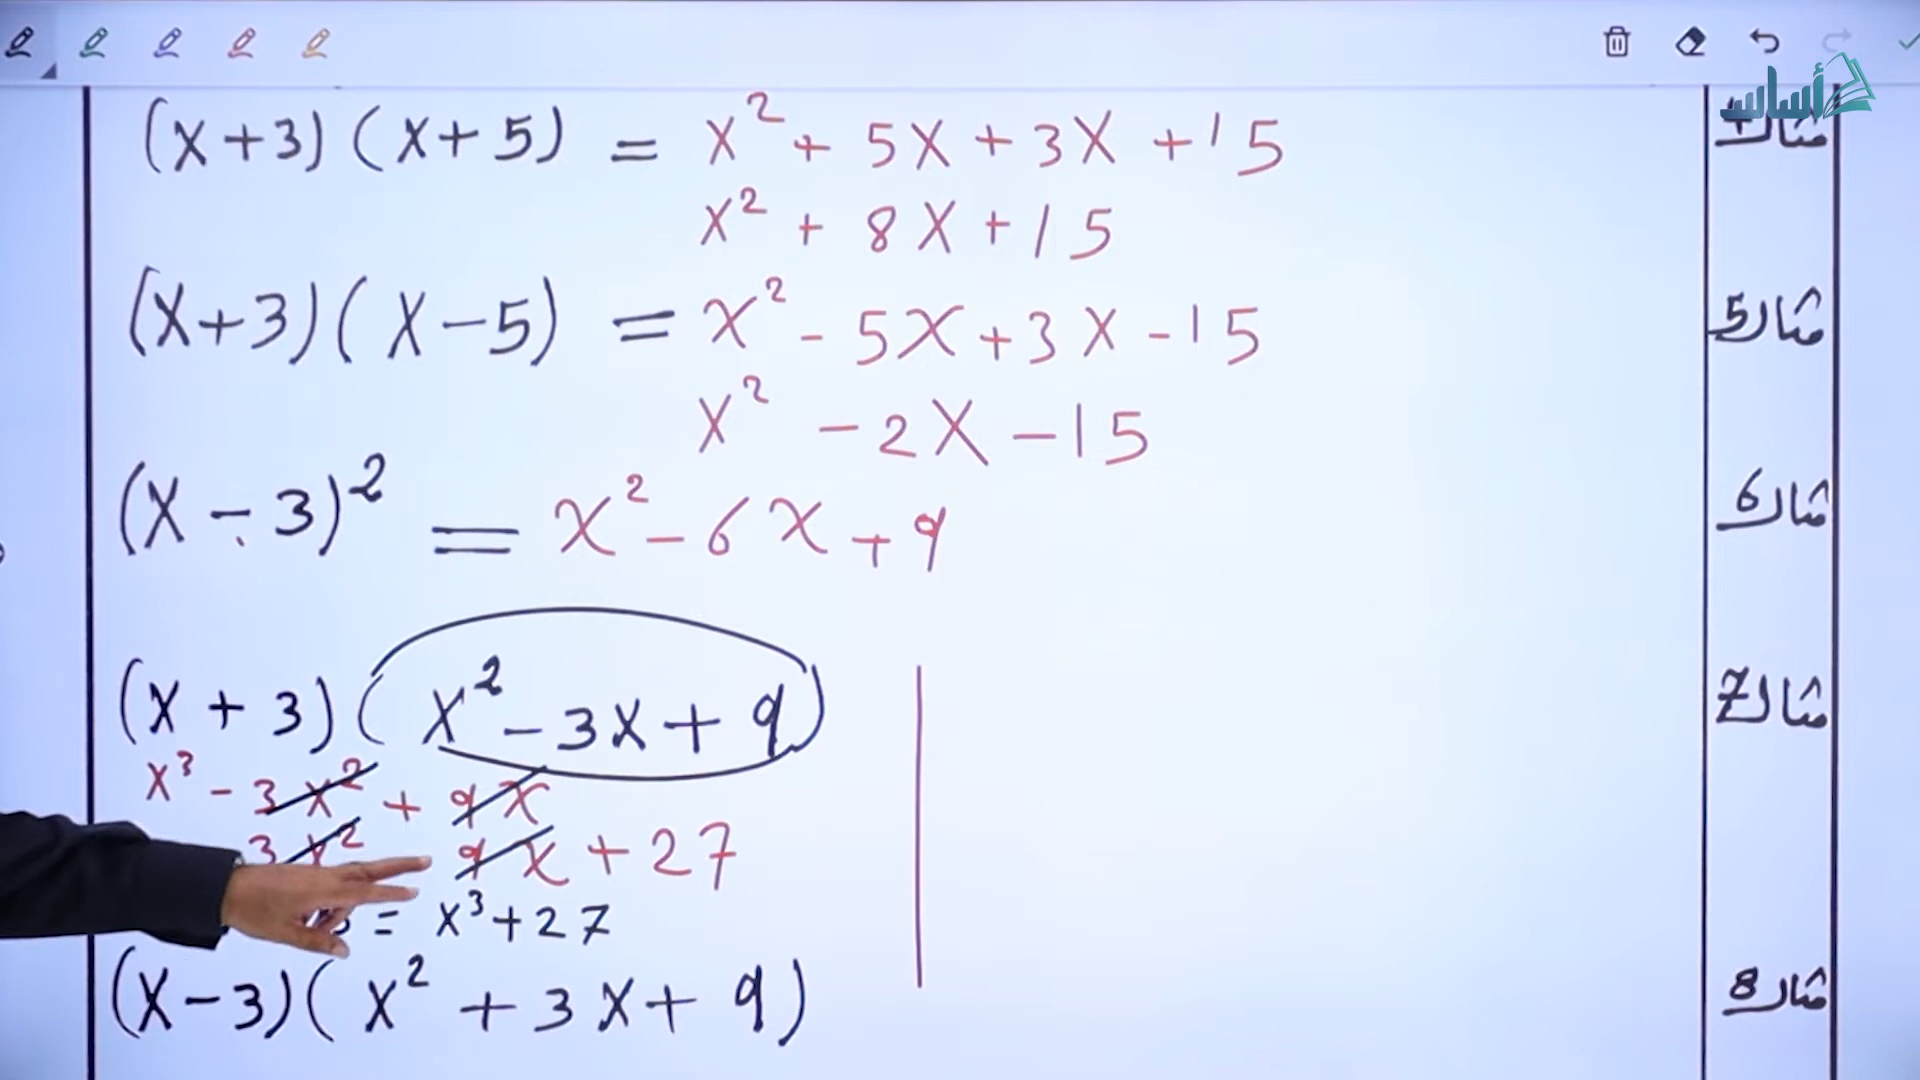 أساس
(x+3)(x+5) = x² + 5x + 3x + 15
x² + 8x + 15
مثال 5
(x+3)(x-5) = x² - 5x + 3x - 15
x² - 2x - 15
مثال 6
(x - 3)² = x² - 6x + 9
مثال 7
(x + 3)(x² - 3x + 9)
x³ - 3x² + 9x
3x² 9x + 27
= x³ + 27
مثال 8
(x - 3)(x² + 3x + 9)